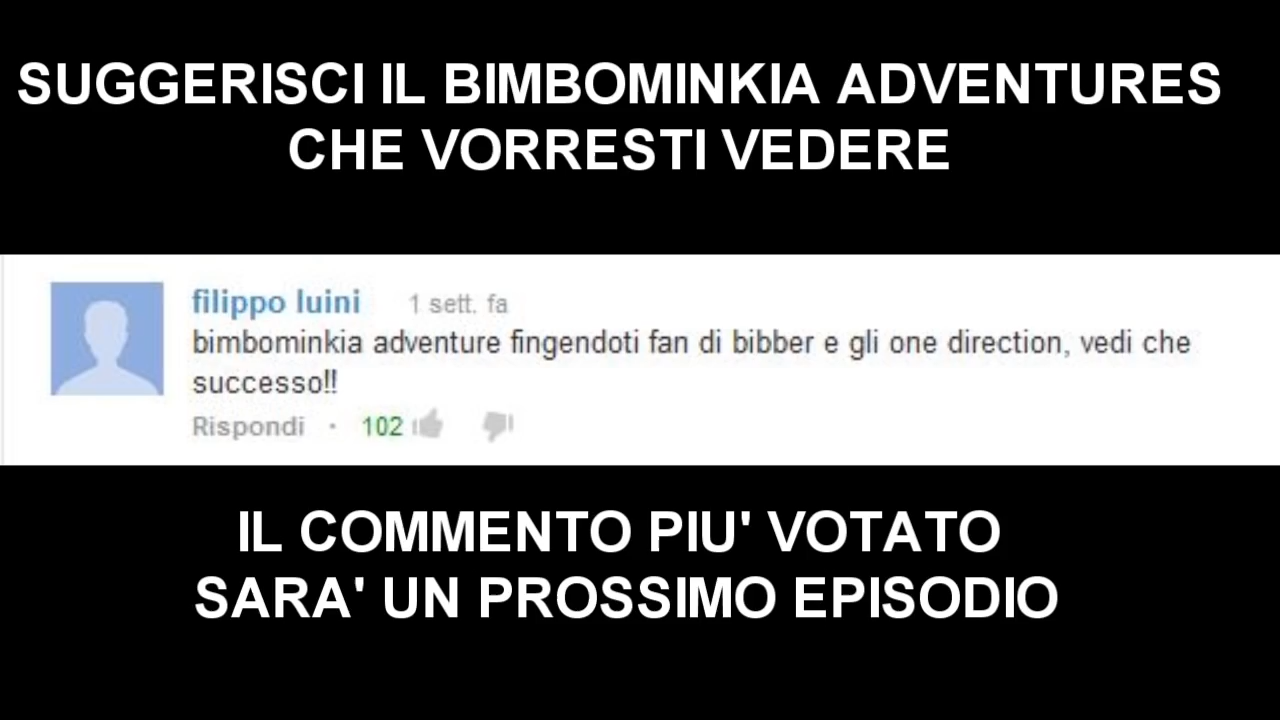 SUGGERISCI IL BIMBOMINKIA ADVENTURES
CHE VORRESTI VEDERE
filippo luini 1 sett. fa
bimbominkia adventure fingendoti fan di bibber e gli one direction, vedi che
successo!!
Rispondi · 102
IL COMMENTO PIU' VOTATO
SARA' UN PROSSIMO EPISODIO